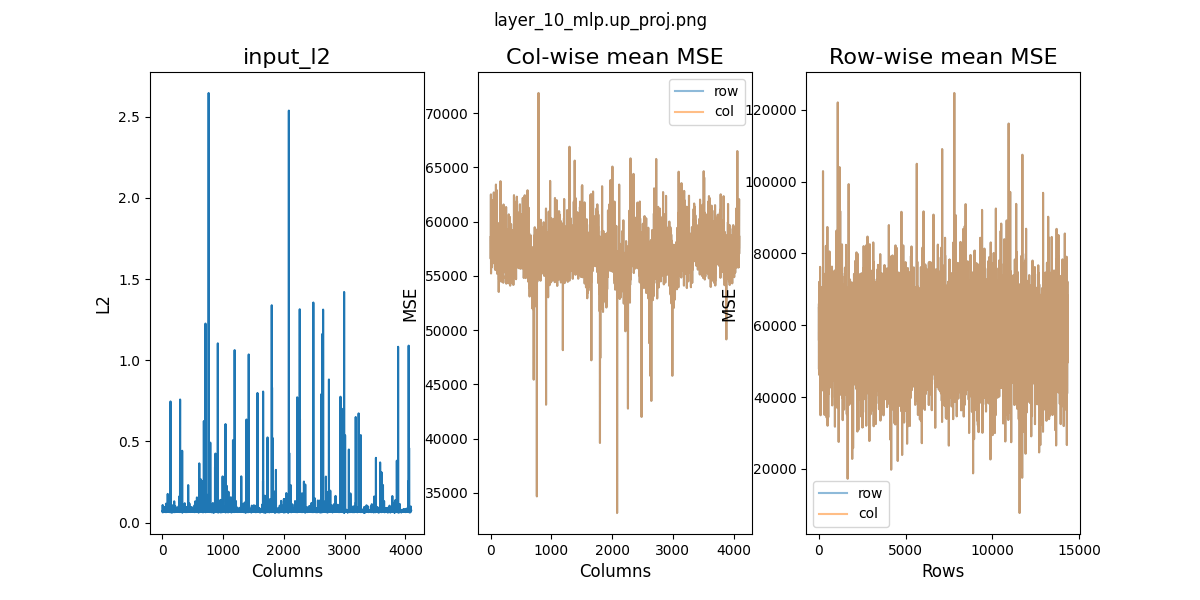 layer_10_mlp.up_proj.png
input_l2
L2
2.5
2.0
1.5
1.0
0.5
0.0
0
1000
2000
3000
4000
Columns
Col-wise mean MSE
row
col
MSE
70000
65000
60000
55000
50000
45000
40000
35000
0
1000
2000
3000
4000
Columns
Row-wise mean MSE
MSE
120000
100000
80000
60000
40000
20000
row
col
0
5000
10000
15000
Rows